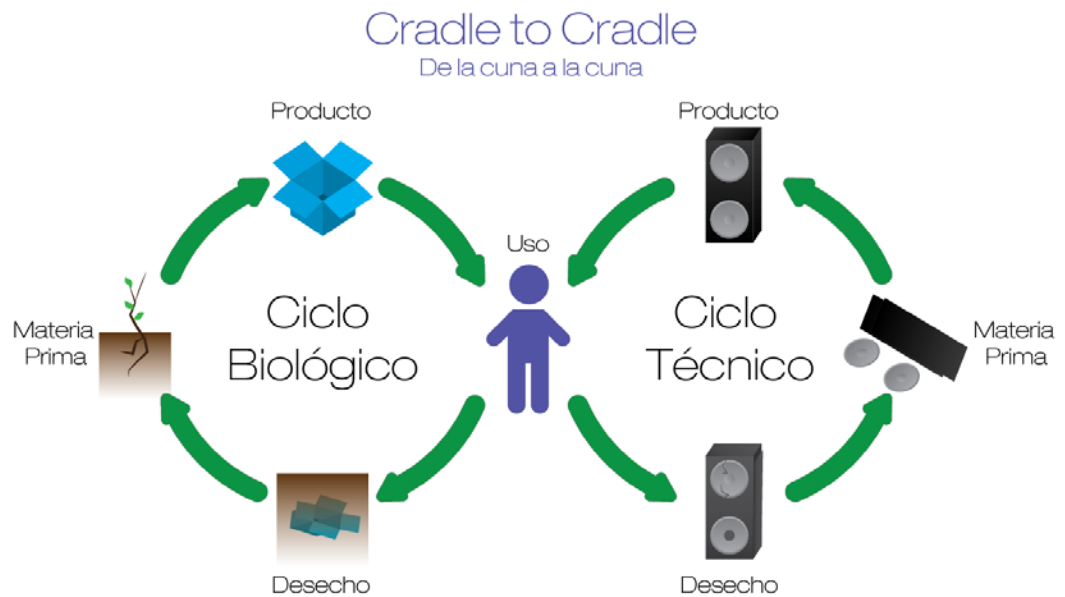 Cradle to Cradle
De la cuna a la cuna
Producto
Producto
Uso
Ciclo
Biológico
Ciclo
Técnico
Materia
Prima
Materia
Prima
Desecho
Desecho